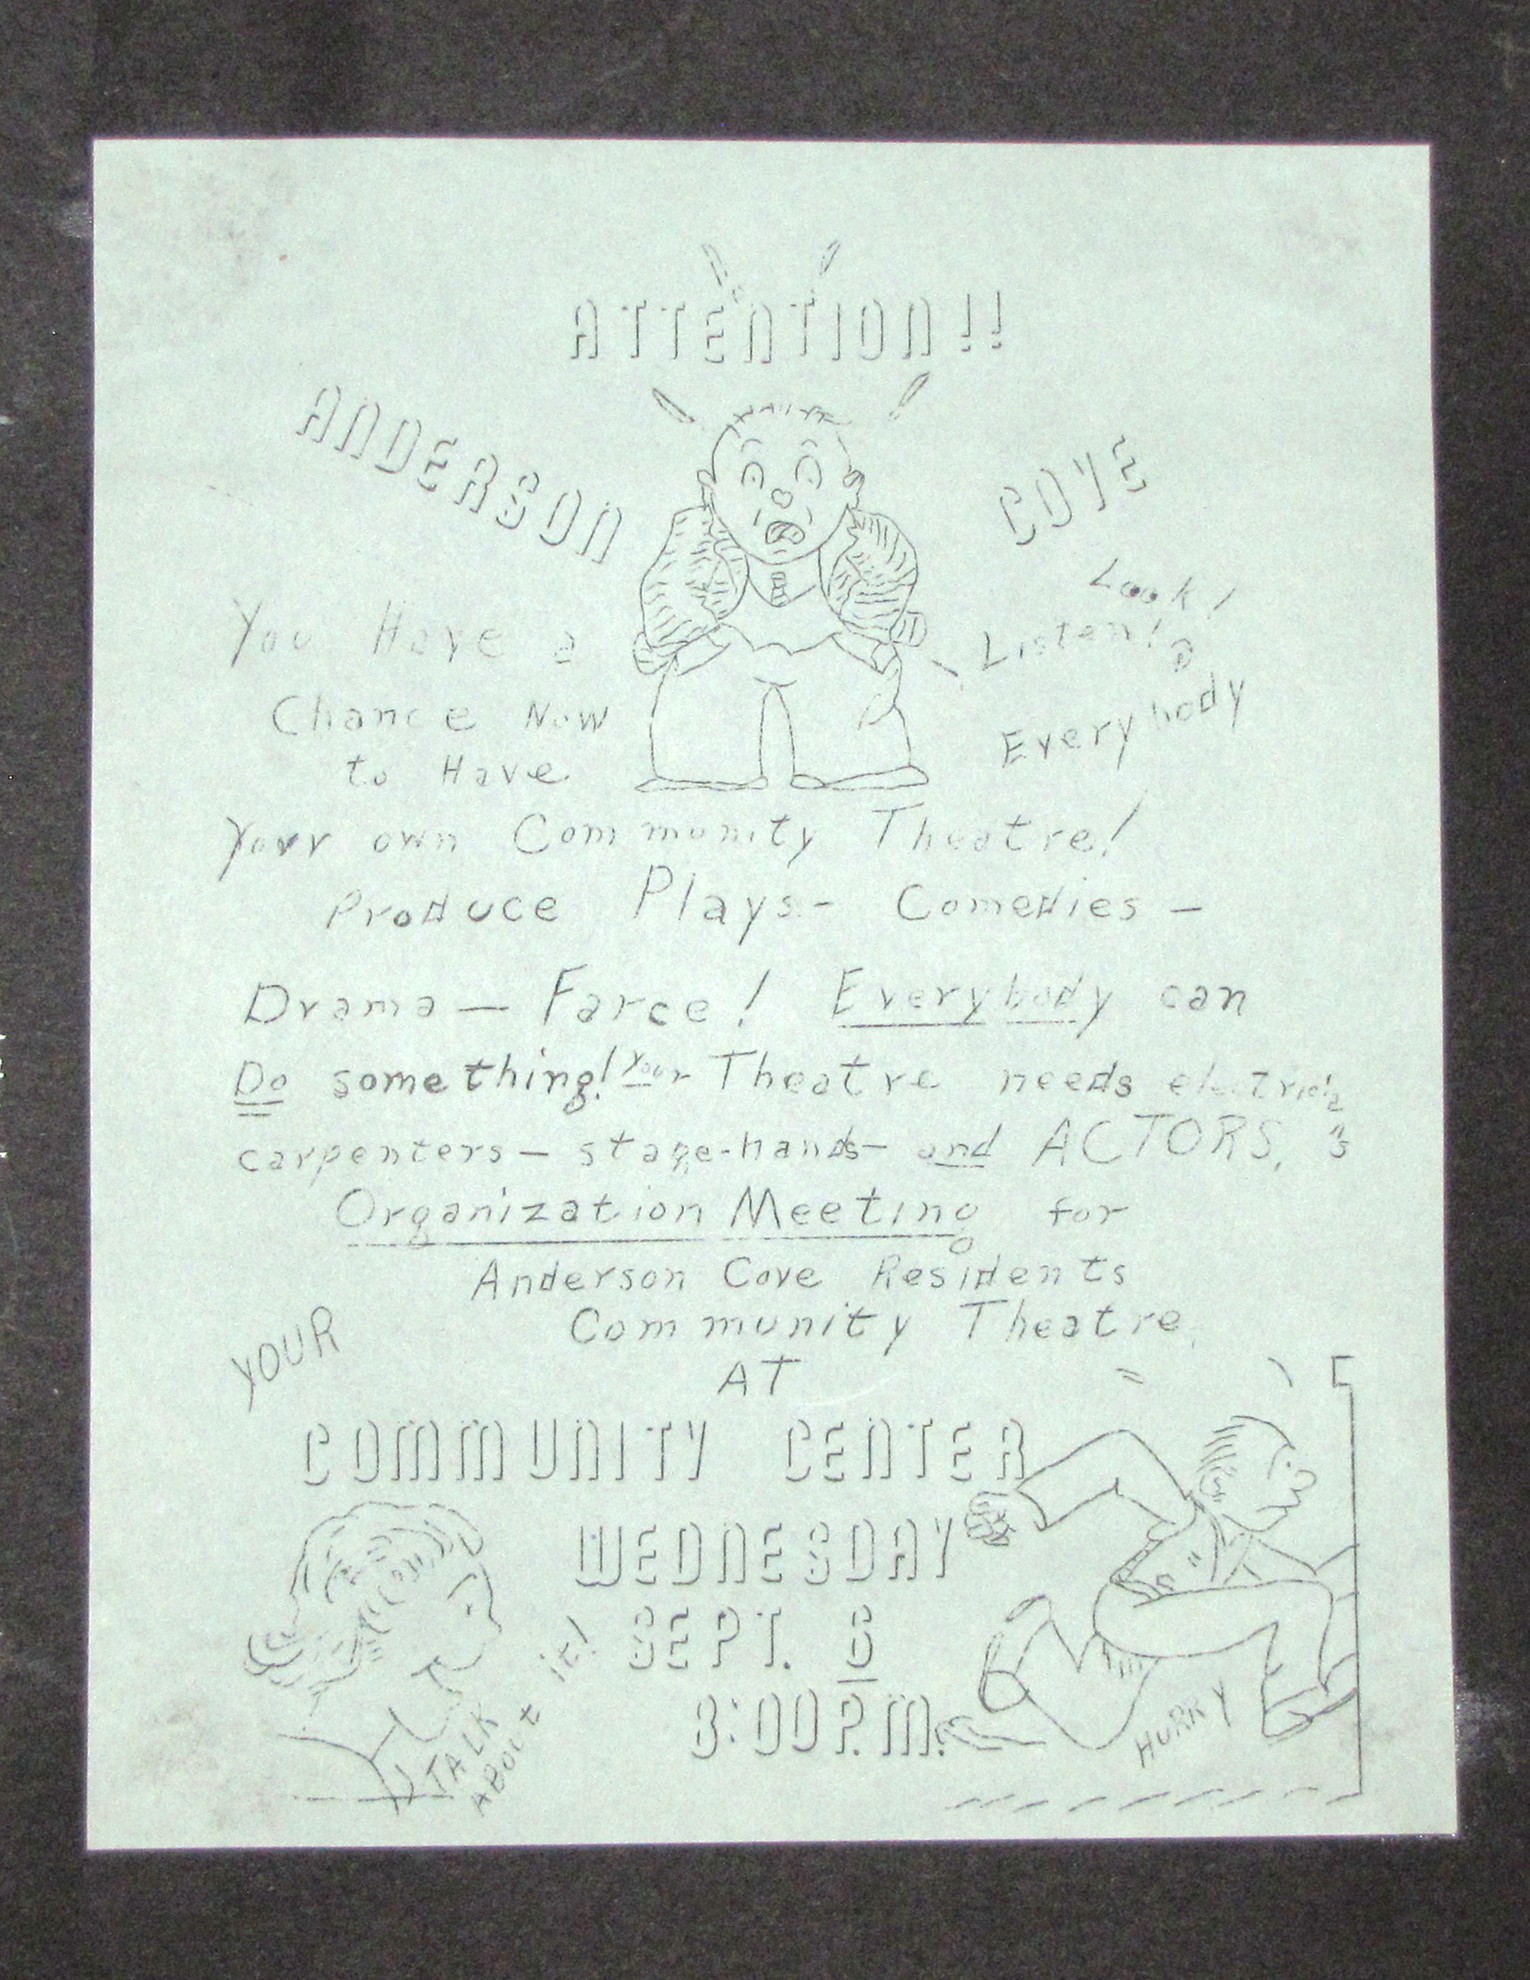 ATTENTION!!
ANDERSON COVE
Look!
Listen!
Everybody
You Have a
Chance Now
to Have
Your own Community Theatre!
Produce Plays- Comedies -
Drama - Farce! Everybody can
Do something! Your Theatre needs electrici's
carpenters - stage-hands - and ACTORS.
Organization Meeting for
Anderson Cove Residents
Community Theatre.
AT
YOUR
COMMUNITY CENTER
WEDNESDAY
SEPT. 6
8:00 P.M.
TALK
ABOUT it!
HURRY